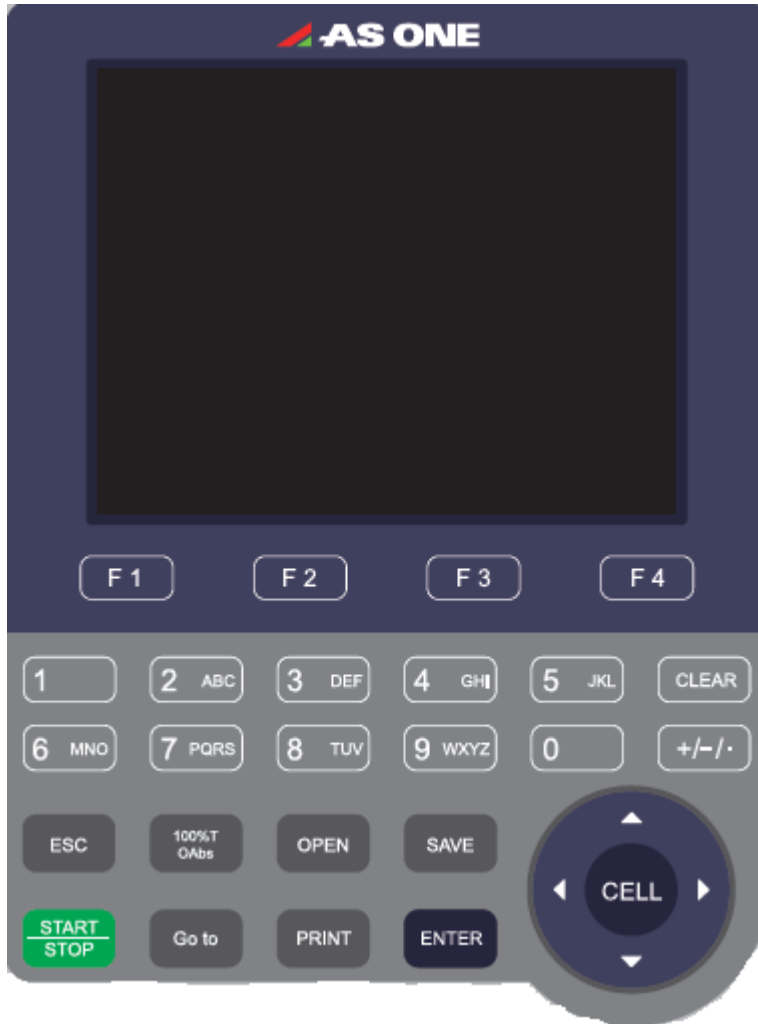 AS ONE
F 1 F 2 F 3 F 4
1 2 ABC 3 DEF 4 GHI 5 JKL CLEAR
6 MNO 7 PQRS 8 TUV 9 WXYZ 0 +/-/·
ESC 100%T OPEN SAVE
OAbs
CELL
START Go to PRINT ENTER
STOP